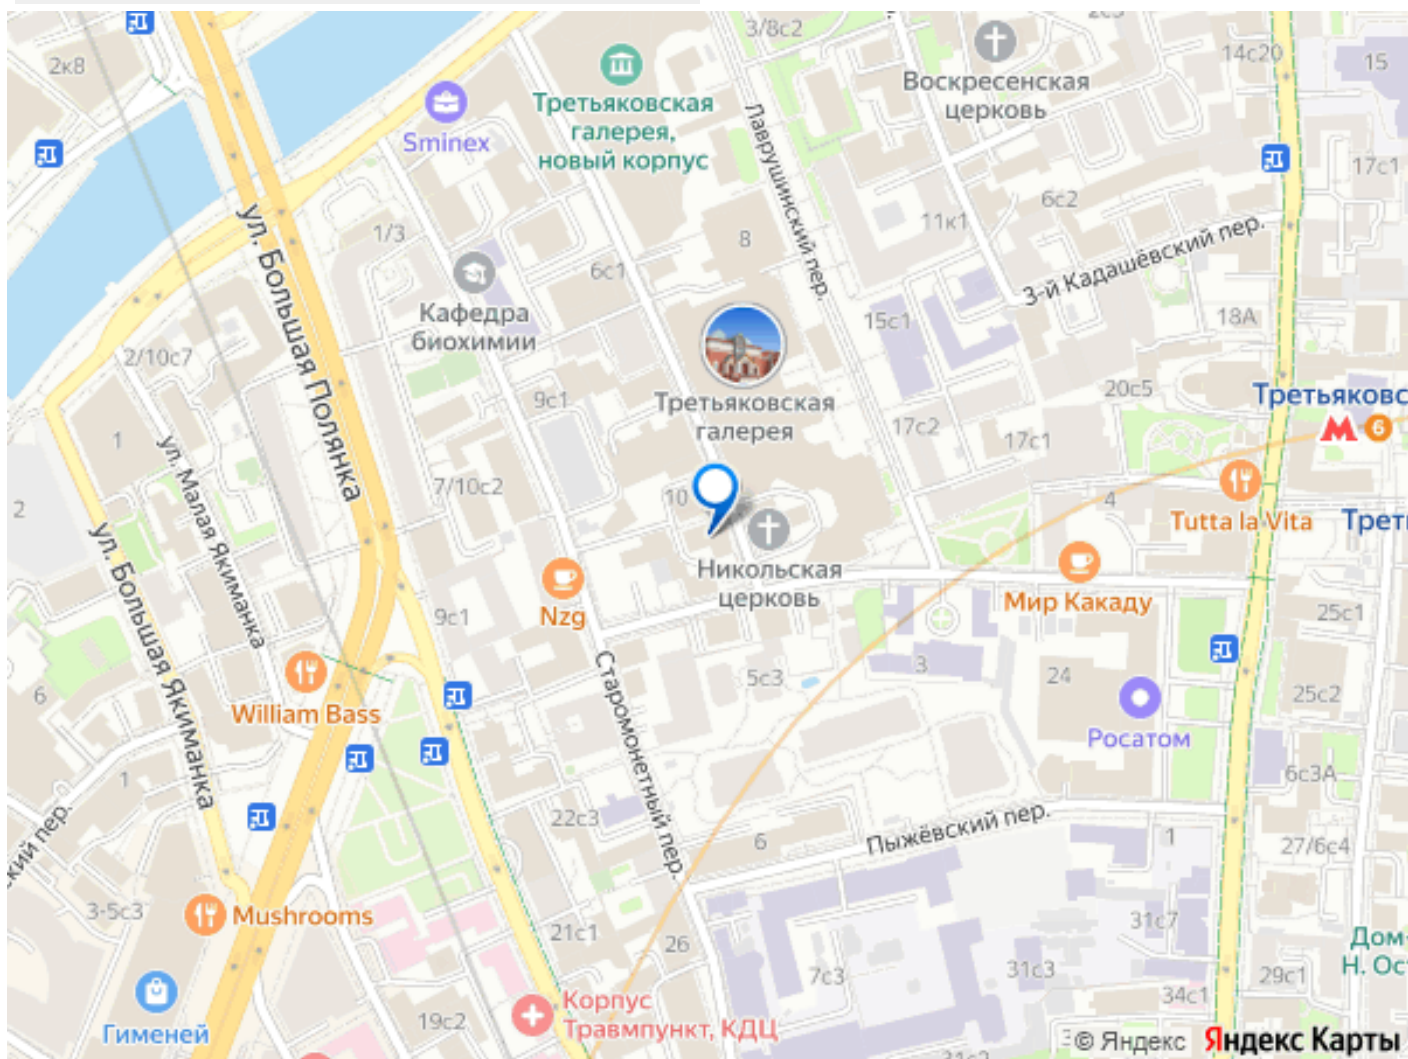 3/8с2
2с3
2к8
14с20
15
Воскресенская
церковь
Третьяковская
галерея,
новый корпус
Sminex
Лаврушинский пер.
17с1
6с2
11к1
ул. Большая Полянка
1/3
8
6с1
3-й Кадашёвский пер.
Кафедра
биохимии
15с1
18А
2/10с7
20с5
Третьяковс
6
9с1
Третьяковская
галерея
17с2
17с1
1
ул. Малая Якиманка
7/10с2
10
4
2
Tutta la Vita
Трет
ул. Большая Якиманка
Никольская
церковь
Мир Какаду
Nzg
9с1
25с1
Старомонетный пер.
5с3
3
24
6
25с2
William Bass
Росатом
1
6с3А
ский пер.
22с3
6
Пыжёвский пер.
1
27/6с4
3-5с3
Mushrooms
21с1
26
31с7
Дом-
Н. Ос
7с3
31с3
29с1
34с1
Корпус
Травмпункт, КДЦ
Гименей
19с2
31с2
© Яндекс
Яндекс Карты